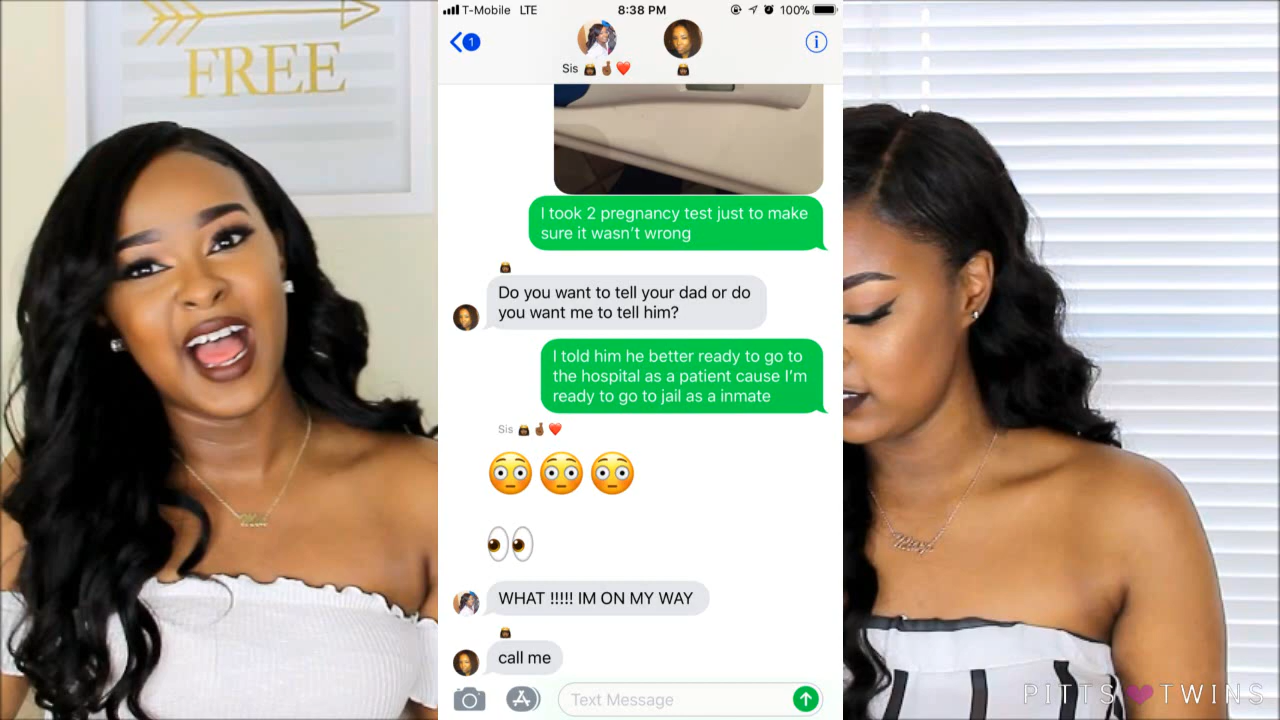 FREE
T-Mobile LTE 8:38 PM 100%
1
Sis
I took 2 pregnancy test just to make
sure it wasn't wrong
Do you want to tell your dad or do
you want me to tell him?
I told him he better ready to go to
the hospital as a patient cause I'm
ready to go to jail as a inmate
Sis
WHAT !!!!! IM ON MY WAY
call me
Text Message
PITTS TWINS